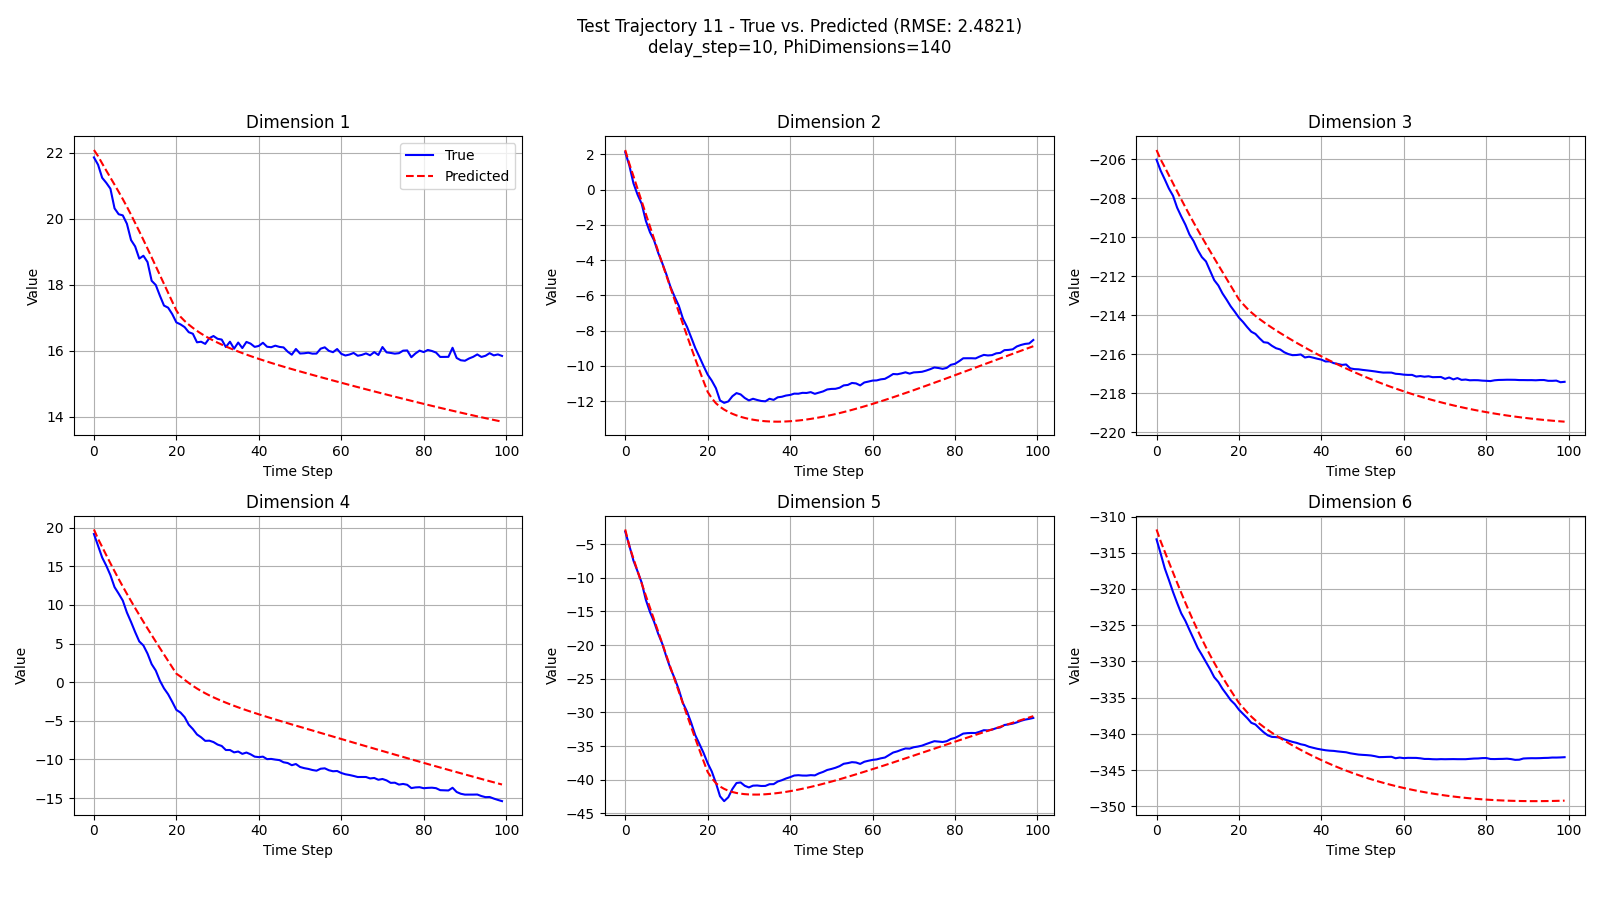 Test Trajectory 11 - True vs. Predicted (RMSE: 2.4821)
delay_step=10, PhiDimensions=140
Dimension 1
22
20
18
16
14
0 20 40 60 80 100
Value
Time Step
True
Predicted
Dimension 2
2
0
−2
−4
−6
−8
−10
−12
0 20 40 60 80 100
Value
Time Step
Dimension 3
−206
−208
−210
−212
−214
−216
−218
−220
0 20 40 60 80 100
Value
Time Step
Dimension 4
20
15
10
5
0
−5
−10
−15
0 20 40 60 80 100
Value
Time Step
Dimension 5
−5
−10
−15
−20
−25
−30
−35
−40
−45
0 20 40 60 80 100
Value
Time Step
Dimension 6
−310
−315
−320
−325
−330
−335
−340
−345
−350
0 20 40 60 80 100
Value
Time Step